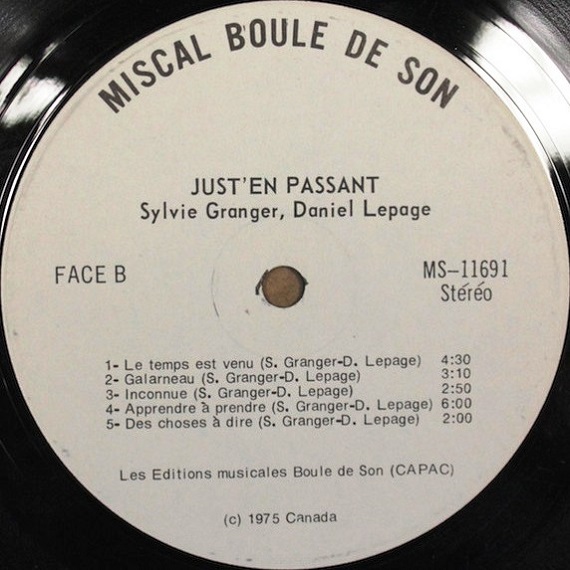 MISCAL BOULE DE SON
JUST'EN PASSANT
Sylvie Granger, Daniel Lepage
FACE B
MS-11691
Stéréo
1- Le temps est venu (S. Granger-D. Lepage) 4:30
2- Galarneau (S. Granger-D. Lepage) 3:10
3- Inconnue (S. Granger-D. Lepage) 2:50
4- Apprendre à prendre (S. Granger-D. Lepage) 6:00
5- Des choses à dire (S. Granger-D. Lepage) 2:00
Les Editions musicales Boule de Son (CAPAC)
(c) 1975 Canada